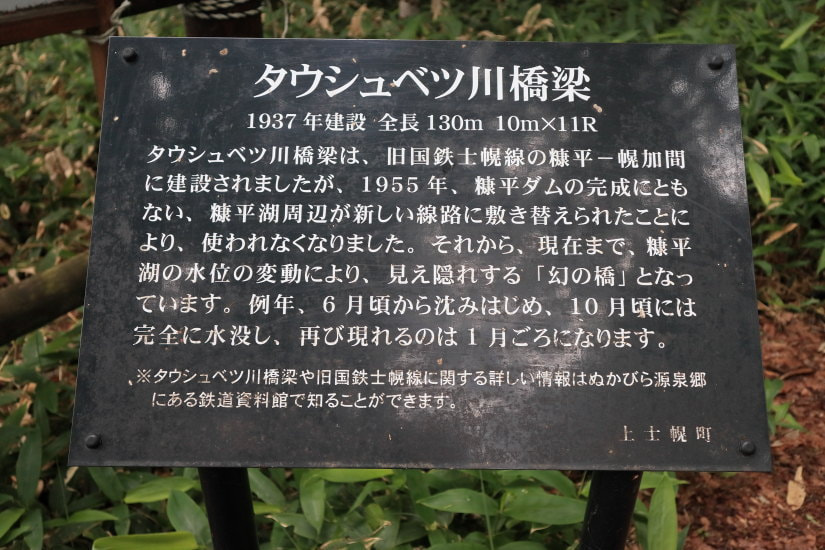 タウシュベツ川橋梁
1937年建設 全長130m 10m×11R
タウシュベツ川橋梁は、旧国鉄士幌線の糠平－幌加間
に建設されましたが、1955年、糠平ダムの完成にとも
ない、糠平湖周辺が新しい線路に敷き替えられたことに
より、使われなくなりました。それから、現在まで、糠平
湖の水位の変動により、見え隠れする「幻の橋」となっ
ています。例年、6月頃から沈みはじめ、10月頃には
完全に水没し、再び現れるのは1月ごろになります。
※タウシュベツ川橋梁や旧国鉄士幌線に関する詳しい情報はぬかびら源泉郷
にある鉄道資料館で知ることができます。
上士幌町